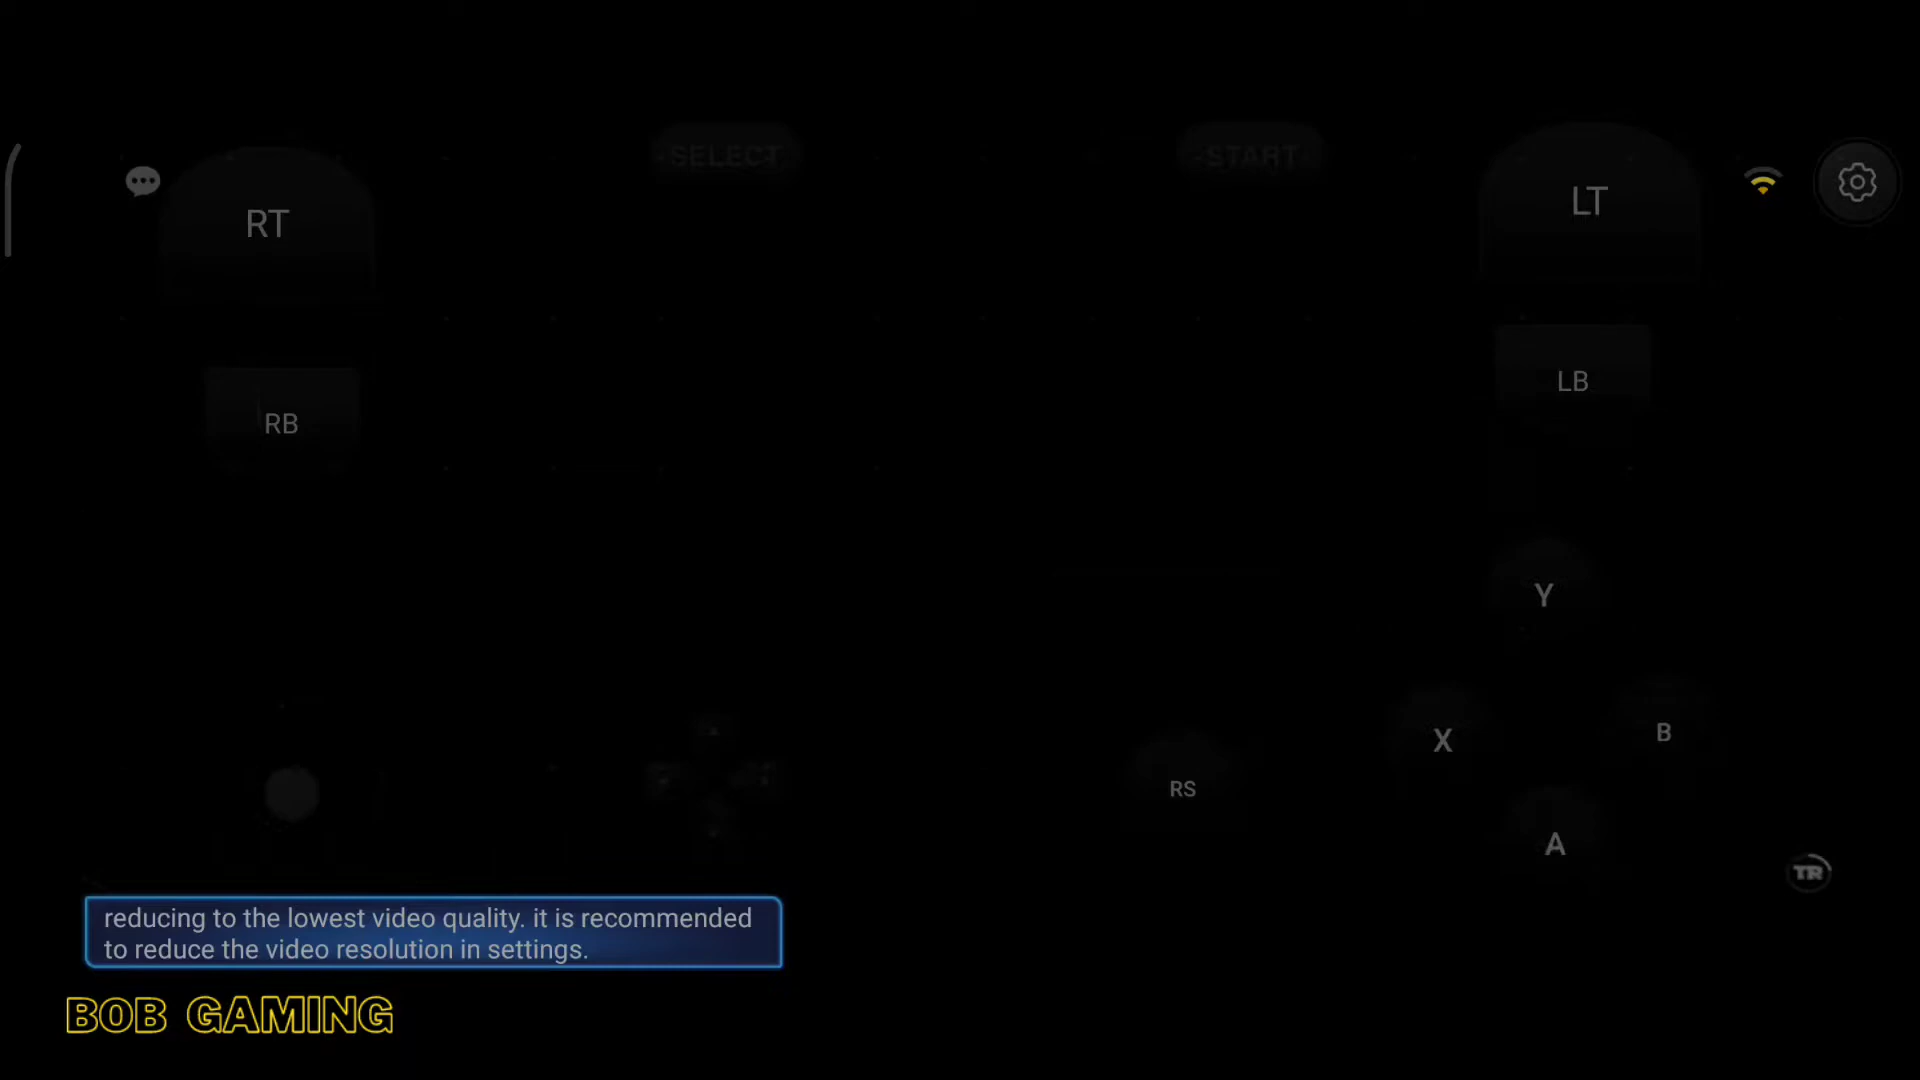 SELECT
START
RT
LT
RB
LB
Y
X
B
RS
A
TR
reducing to the lowest video quality. it is recommended
to reduce the video resolution in settings.
BOB GAMING